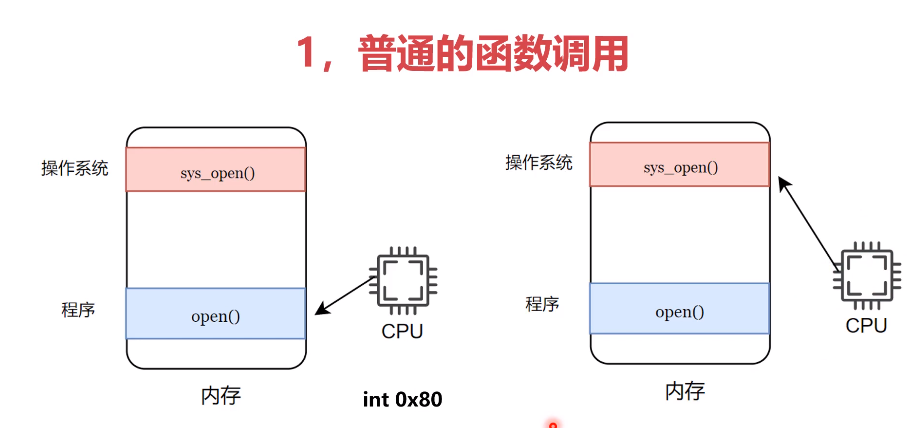 1，普通的函数调用
操作系统
sys_open()
程序
open()
CPU
内存
int 0x80
操作系统
sys_open()
程序
open()
CPU
内存